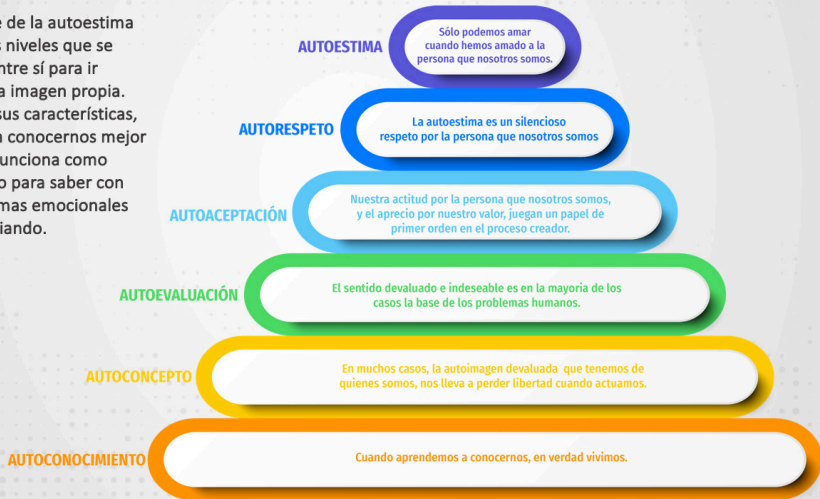 e de la autoestima
s niveles que se
ntre sí para ir
a imagen propia.
sus características,
a conocernos mejor
funciona como
o para saber con
mas emocionales
iando.
AUTOESTIMA
Sólo podemos amar
cuando hemos amado a la
persona que nosotros somos.
AUTORESPETO
La autoestima es un silencioso
respeto por la persona que nosotros somos
AUTOACEPTACIÓN
Nuestra actitud por la persona que nosotros somos,
y el aprecio por nuestro valor, juegan un papel de
primer orden en el proceso creador.
AUTOEVALUACIÓN
El sentido devaluado e indeseable es en la mayoria de los
casos la base de los problemas humanos.
AUTOCONCEPTO
En muchos casos, la autoimagen devaluada que tenemos de
quienes somos, nos lleva a perder libertad cuando actuamos.
AUTOCONOCIMIENTO
Cuando aprendemos a conocernos, en verdad vivimos.